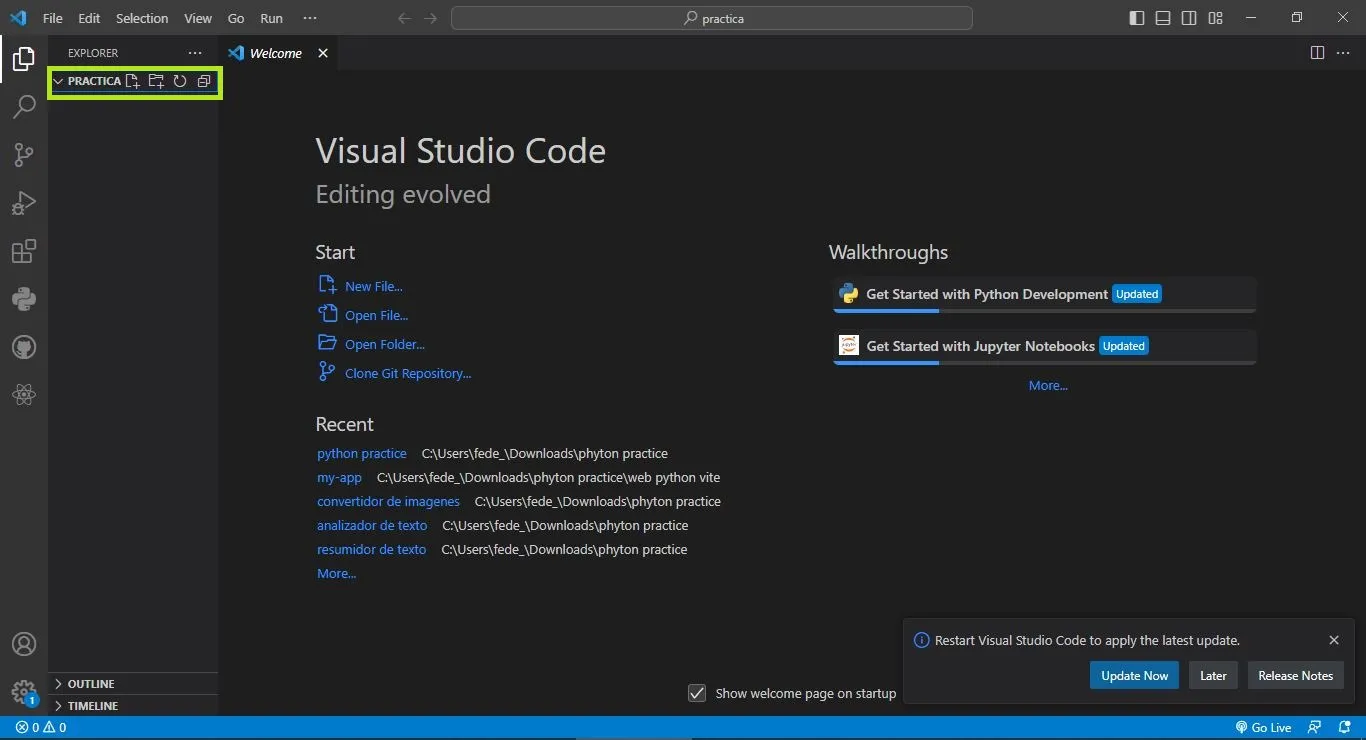 File Edit Selection View Go Run ···
practica
EXPLORER ···
Welcome
PRACTICA
Visual Studio Code
Editing evolved
Start
New File...
Open File...
Open Folder...
Clone Git Repository...
Recent
python practice C:\Users\fede_\Downloads\phyton practice
my-app C:\Users\fede_\Downloads\phyton practice\web python vite
convertidor de imagenes C:\Users\fede_\Downloads\phyton practice
analizador de texto C:\Users\fede_\Downloads\phyton practice
resumidor de texto C:\Users\fede_\Downloads\phyton practice
More...
Walkthroughs
Get Started with Python Development Updated
Get Started with Jupyter Notebooks Updated
More...
Restart Visual Studio Code to apply the latest update.
Update Now Later Release Notes
Show welcome page on startup
OUTLINE
1
TIMELINE
0 0
Go Live